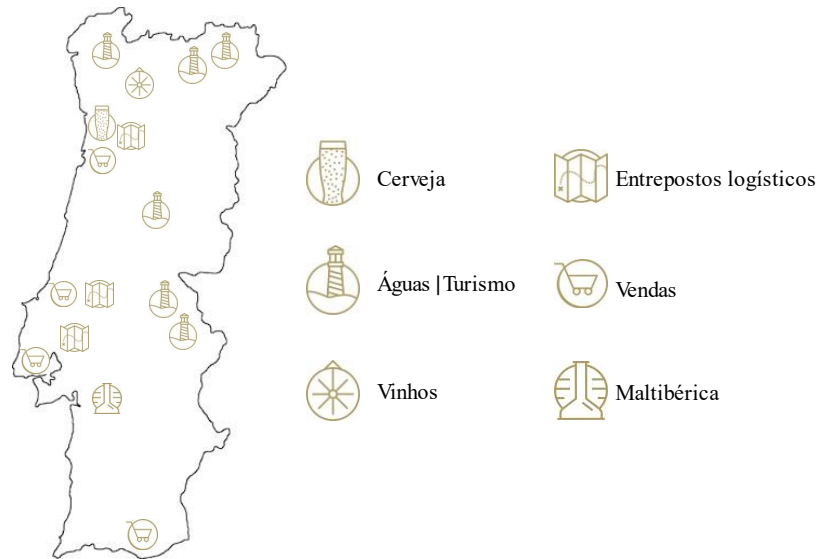 Cerveja
Entrepostos logísticos
Águas | Turismo
Vendas
Vinhos
Maltibérica